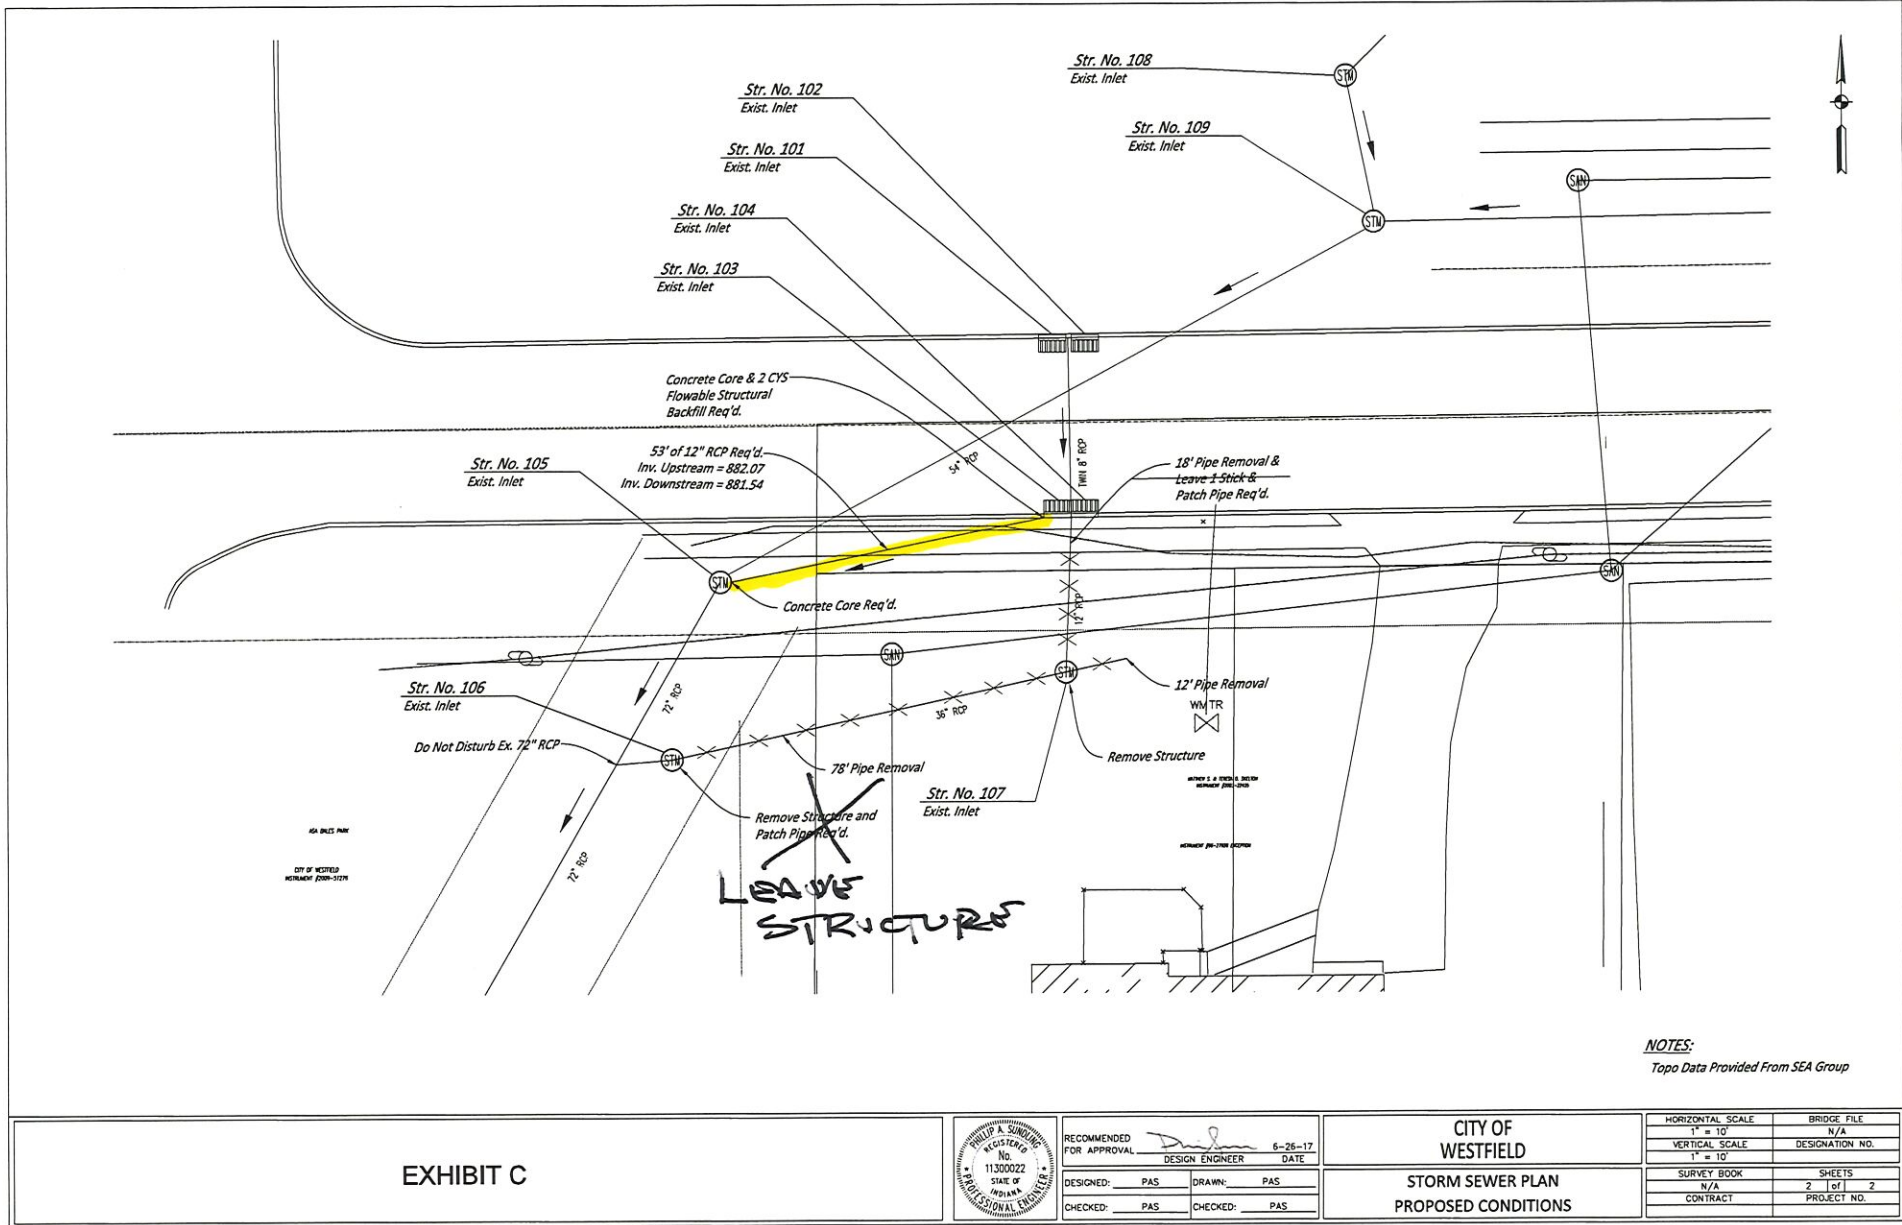 Str. No. 108
Exist. Inlet
Str. No. 102
Exist. Inlet
Str. No. 109
Exist. Inlet
Str. No. 101
Exist. Inlet
Str. No. 104
Exist. Inlet
Str. No. 103
Exist. Inlet
STM
STM
SAN
Concrete Core & 2 CYS
Flowable Structural
Backfill Req'd.
53' of 12" RCP Req'd.
Inv. Upstream = 882.07
Inv. Downstream = 881.54
54" RCP
TWIN 8" RCP
18' Pipe Removal &
Leave 1 Stick &
Patch Pipe Req'd.
Str. No. 105
Exist. Inlet
STM
SAN
Concrete Core Req'd.
12" RCP
SAN
STM
Str. No. 106
Exist. Inlet
72" RCP
36" RCP
12' Pipe Removal
WMTR
Do Not Disturb Ex. 72" RCP
STM
78' Pipe Removal
Remove Structure
Str. No. 107
Exist. Inlet
Remove Structure and
Patch Pipe Req'd.
72" RCP
CITY OF WESTFIELD
LEAVE
STRUCTURE
NOTES:
Topo Data Provided From SEA Group
EXHIBIT C
PHILLIP A. SUNDLING
REGISTERED
No.
11300022
STATE OF
INDIANA
PROFESSIONAL ENGINEER
RECOMMENDED
FOR APPROVAL
6-26-17
DESIGN ENGINEER DATE
DESIGNED: PAS DRAWN: PAS
CHECKED: PAS CHECKED: PAS
CITY OF
WESTFIELD
STORM SEWER PLAN
PROPOSED CONDITIONS
HORIZONTAL SCALE BRIDGE FILE
1" = 10' N/A
VERTICAL SCALE DESIGNATION NO.
1" = 10'
SURVEY BOOK SHEETS
N/A 2 of 2
CONTRACT PROJECT NO.